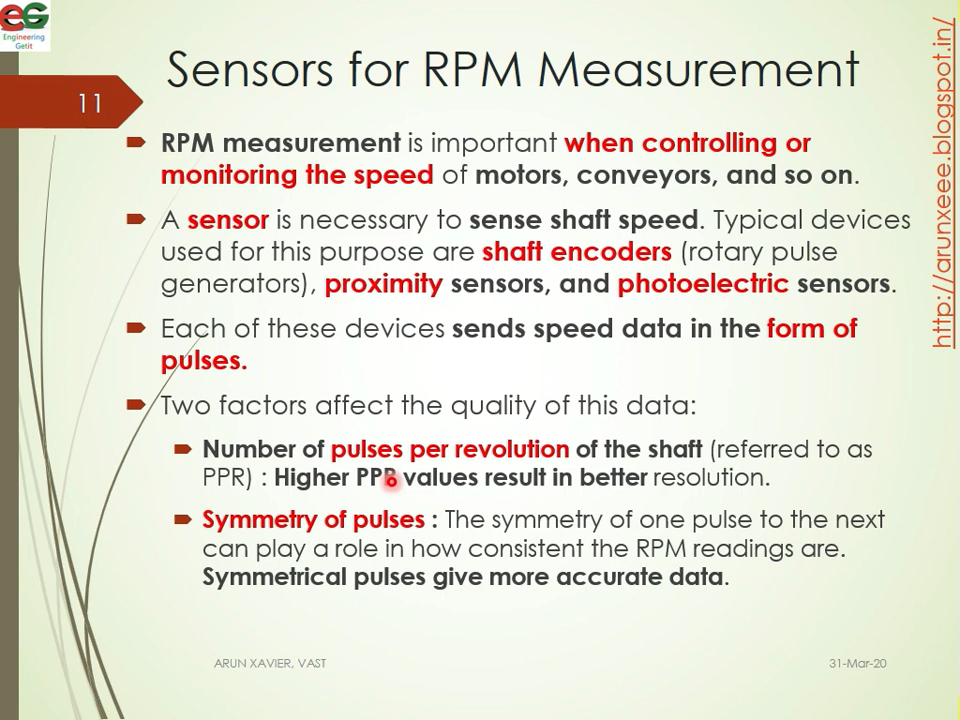 EG
Engineering
Getit
Sensors for RPM Measurement
11
http://arunxeee.blogspot.in/
RPM measurement is important when controlling or
monitoring the speed of motors, conveyors, and so on.
A sensor is necessary to sense shaft speed. Typical devices
used for this purpose are shaft encoders (rotary pulse
generators), proximity sensors, and photoelectric sensors.
Each of these devices sends speed data in the form of
pulses.
Two factors affect the quality of this data:
Number of pulses per revolution of the shaft (referred to as
PPR) : Higher PPR values result in better resolution.
Symmetry of pulses : The symmetry of one pulse to the next
can play a role in how consistent the RPM readings are.
Symmetrical pulses give more accurate data.
ARUN XAVIER, VAST
31-Mar-20